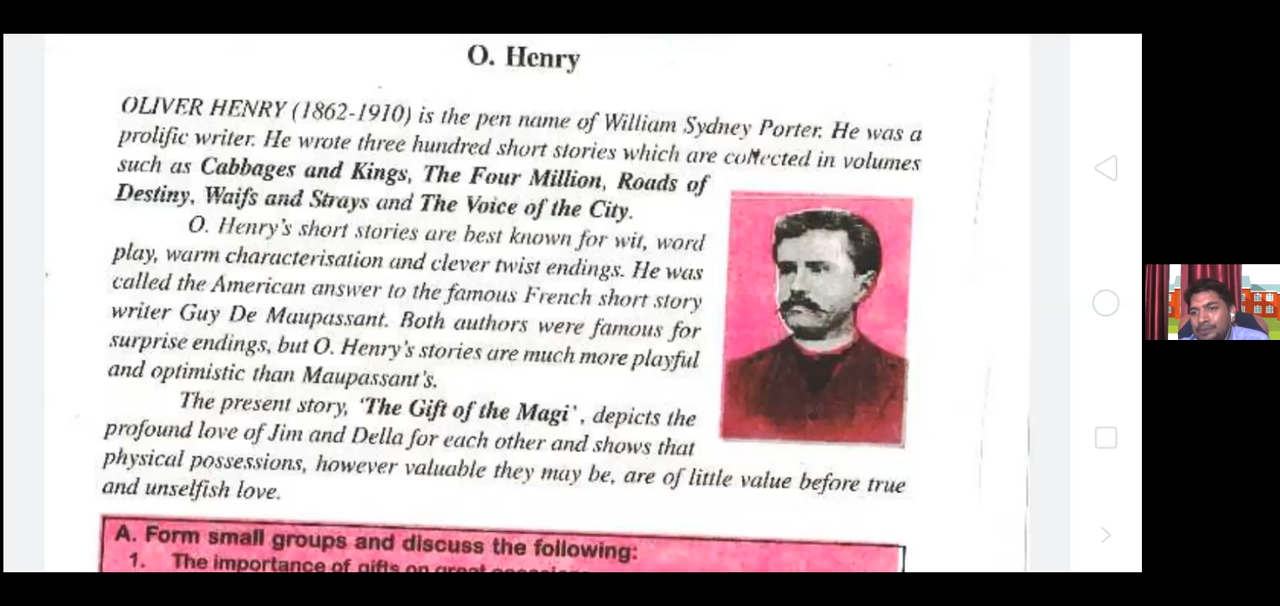 O. Henry
OLIVER HENRY (1862-1910) is the pen name of William Sydney Porter. He was a
prolific writer. He wrote three hundred short stories which are collected in volumes
such as Cabbages and Kings, The Four Million, Roads of
Destiny, Waifs and Strays and The Voice of the City.
O. Henry's short stories are best known for wit, word
play, warm characterisation and clever twist endings. He was
called the American answer to the famous French short story
writer Guy De Maupassant. Both authors were famous for
surprise endings, but O. Henry's stories are much more playful
and optimistic than Maupassant's.
The present story, 'The Gift of the Magi', depicts the
profound love of Jim and Della for each other and shows that
physical possessions, however valuable they may be, are of little value before true
and unselfish love.
A. Form small groups and discuss the following:
1. The importance of gifts on great occasions